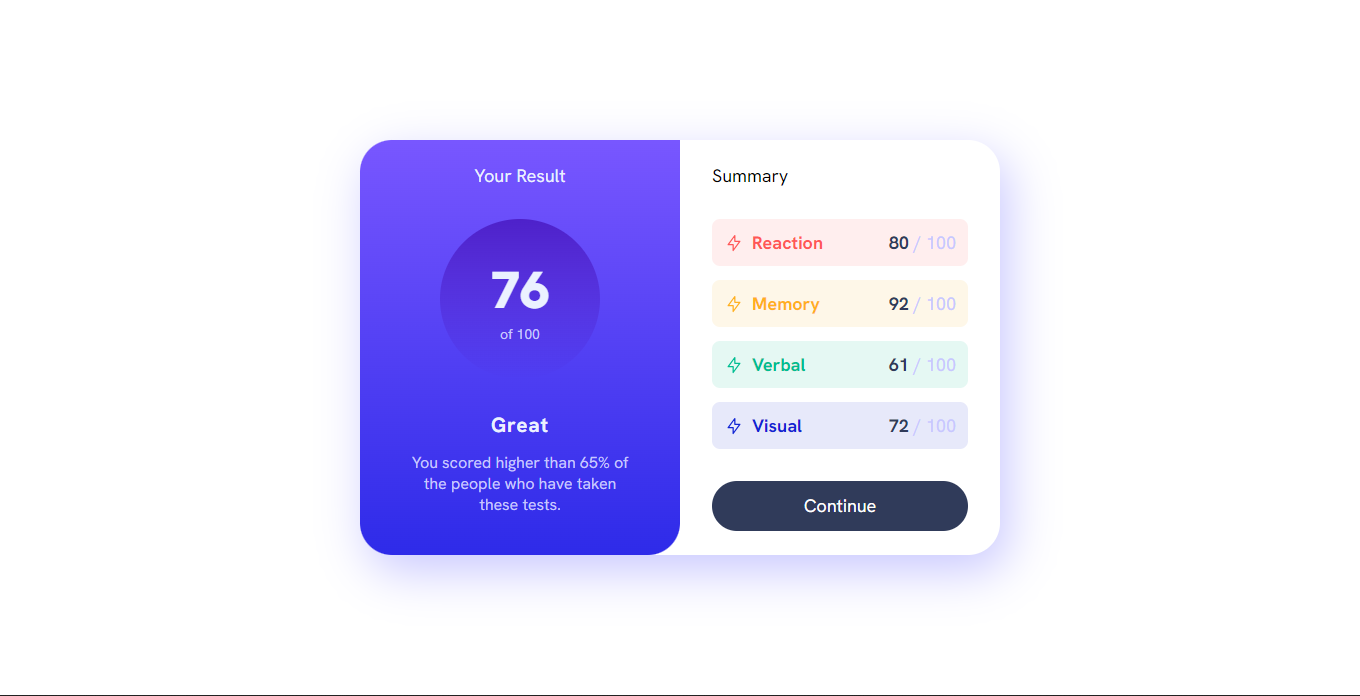 Your Result
76
of 100
Great
You scored higher than 65% of
the people who have taken
these tests.
Summary
Reaction 80 / 100
Memory 92 / 100
Verbal 61 / 100
Visual 72 / 100
Continue